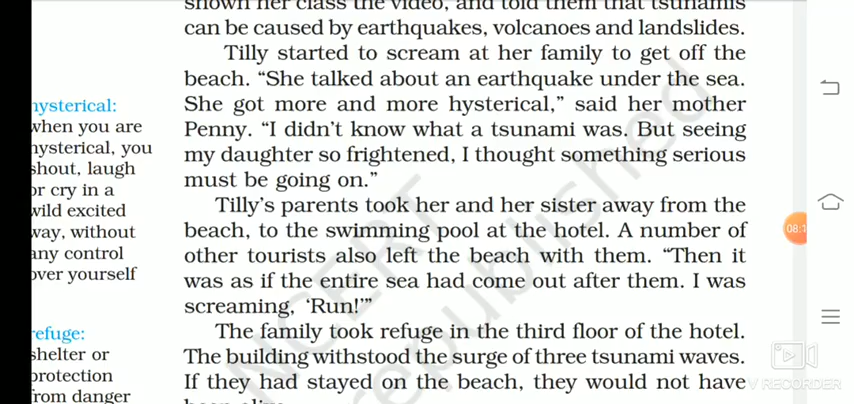 shown her class the video, and told them that tsunamis
can be caused by earthquakes, volcanoes and landslides.
Tilly started to scream at her family to get off the
beach. “She talked about an earthquake under the sea.
She got more and more hysterical,” said her mother
Penny. “I didn’t know what a tsunami was. But seeing
my daughter so frightened, I thought something serious
must be going on.”
Tilly’s parents took her and her sister away from the
beach, to the swimming pool at the hotel. A number of
other tourists also left the beach with them. “Then it
was as if the entire sea had come out after them. I was
screaming, ‘Run!’”
The family took refuge in the third floor of the hotel.
The building withstood the surge of three tsunami waves.
If they had stayed on the beach, they would not have
been alive.
hysterical:
when you are
hysterical, you
shout, laugh
or cry in a
wild excited
way, without
any control
over yourself
refuge:
shelter or
protection
from danger
NCERT
republished
08:1
V RECORDER